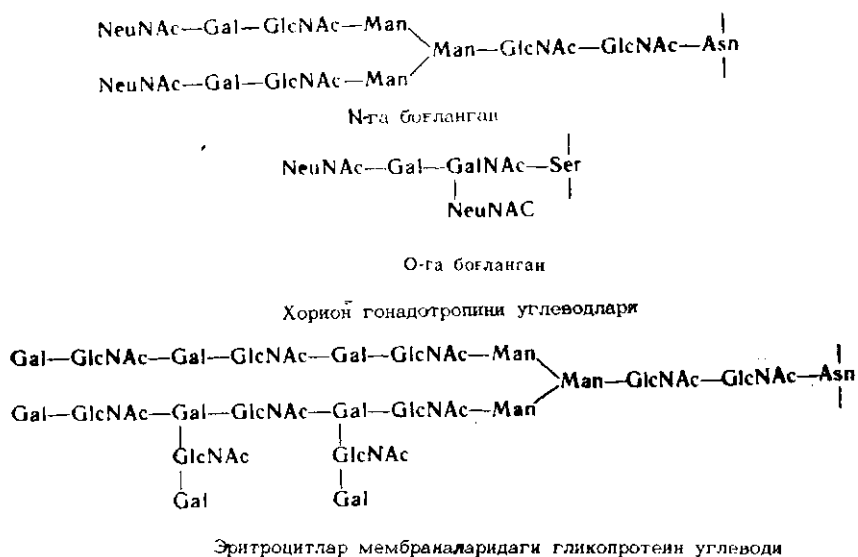 NeuNAc—Gal—GlcNAc—Man
Man—GlcNAc—GlcNAc—Asn
NeuNAc—Gal—GlcNAc—Man
N-га боғланган
NeuNAc—Gal—GalNAc—Ser
NeuNAC
О-га боғланган
Хорион гонадотропини углеводлари
Gal—GlcNAc—Gal—GlcNAc—Gal—GlcNAc—Man
Man—GlcNAc—GlcNAc—Asn
Gal—GlcNAc—Gal—GlcNAc—Gal—GlcNAc—Man
GlcNAc GlcNAc
Gal Gal
Эритроцитлар мембраналаридаги гликопротеин углеводи